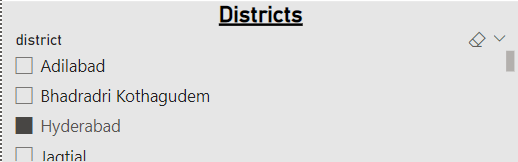 Districts
district
Adilabad
Bhadradri Kothagudem
Hyderabad
Jagtial